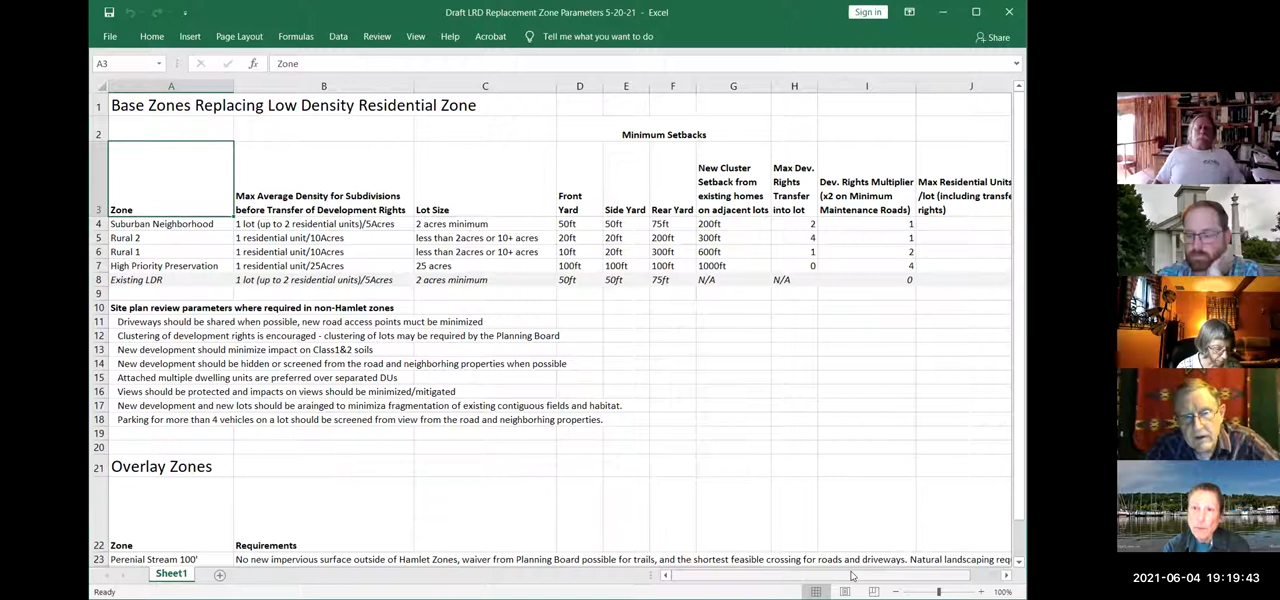 Draft LRD Replacement Zone Parameters 5-20-21 - Excel
Sign in
File Home Insert Page Layout Formulas Data Review View Help Acrobat Tell me what you want to do Share
A3 fx Zone
A B C D E F G H I J
1 Base Zones Replacing Low Density Residential Zone
2 Minimum Setbacks
New Cluster Max Dev.
Setback from Rights Dev. Rights Multiplier Max Residential Units
Max Average Density for Subdivisions Front existing homes Transfer (x2 on Minimum /lot (including transfe
3 Zone before Transfer of Development Rights Lot Size Yard Side Yard Rear Yard on adjacent lots into lot Maintenance Roads) rights)
4 Suburban Neighborhood 1 lot (up to 2 residential units)/5Acres 2 acres minimum 50ft 50ft 75ft 200ft 2 1
5 Rural 2 1 residential unit/10Acres less than 2acres or 10+ acres 20ft 20ft 200ft 300ft 4 1
6 Rural 1 1 residential unit/10Acres less than 2acres or 10+ acres 10ft 20ft 300ft 600ft 1 2
7 High Priority Preservation 1 residential unit/25Acres 25 acres 100ft 100ft 100ft 1000ft 0 4
8 Existing LDR 1 lot (up to 2 residential units)/5Acres 2 acres minimum 50ft 50ft 75ft N/A N/A 0
9
10 Site plan review parameters where required in non-Hamlet zones
11 Driveways should be shared when possible, new road access points muct be minimized
12 Clustering of development rights is encouraged - clustering of lots may be required by the Planning Board
13 New development should minimize impact on Class1&2 soils
14 New development should be hidden or screened from the road and neighborhing properties when possible
15 Attached multiple dwelling units are preferred over separated DUs
16 Views should be protected and impacts on views should be minimized/mitigated
17 New development and new lots should be arainged to minimiza fragmentation of existing contiguous fields and habitat.
18 Parking for more than 4 vehicles on a lot should be screened from view from the road and neighborhing properties.
19
20
21 Overlay Zones
22 Zone Requirements
23 Perenial Stream 100' No new impervious surface outside of Hamlet Zones, waiver from Planning Board possible for trails, and the shortest feasible crossing for roads and driveways. Natural landscaping req
Sheet1
Ready 100%
2021-06-04 19:19:43